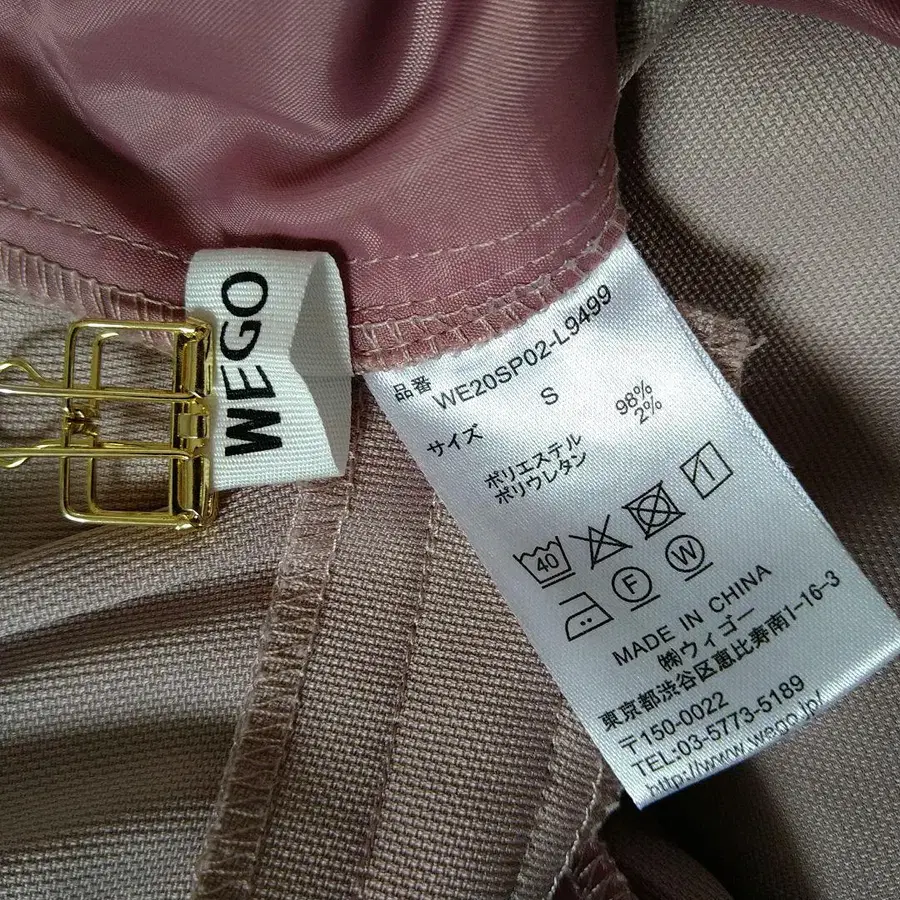 WEGO
品番 WE20SP02-L9499
サイズ S
ポリエステル 98%
ポリウレタン 2%
40
F W
MADE IN CHINA
㈱ウィゴー
東京都渋谷区恵比寿南1-16-3
〒150-0022
TEL:03-5773-5189
http://www.wego.jp/